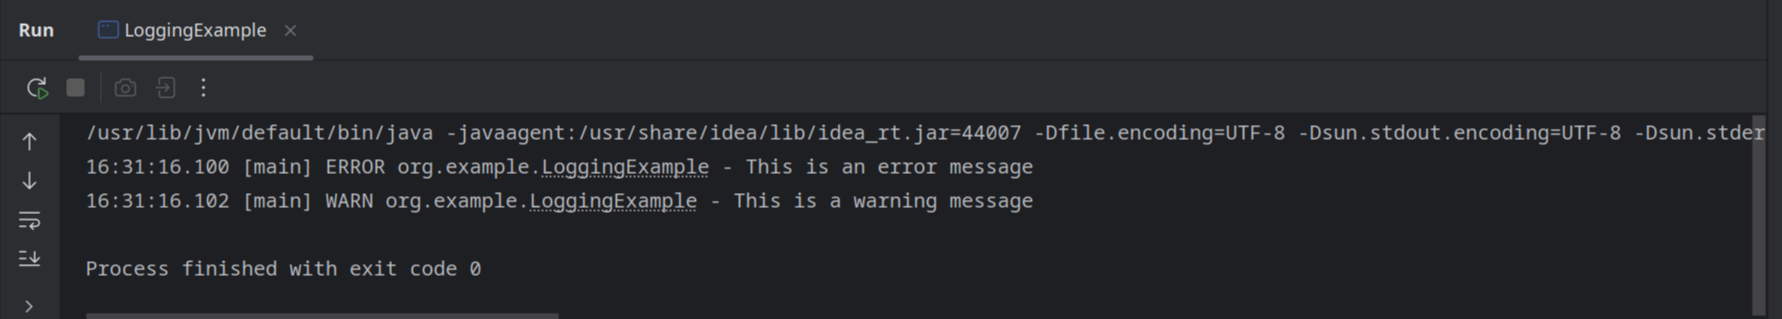 Run LoggingExample
/usr/lib/jvm/default/bin/java -javaagent:/usr/share/idea/lib/idea_rt.jar=44007 -Dfile.encoding=UTF-8 -Dsun.stdout.encoding=UTF-8 -Dsun.stder
16:31:16.100 [main] ERROR org.example.LoggingExample - This is an error message
16:31:16.102 [main] WARN org.example.LoggingExample - This is a warning message
Process finished with exit code 0